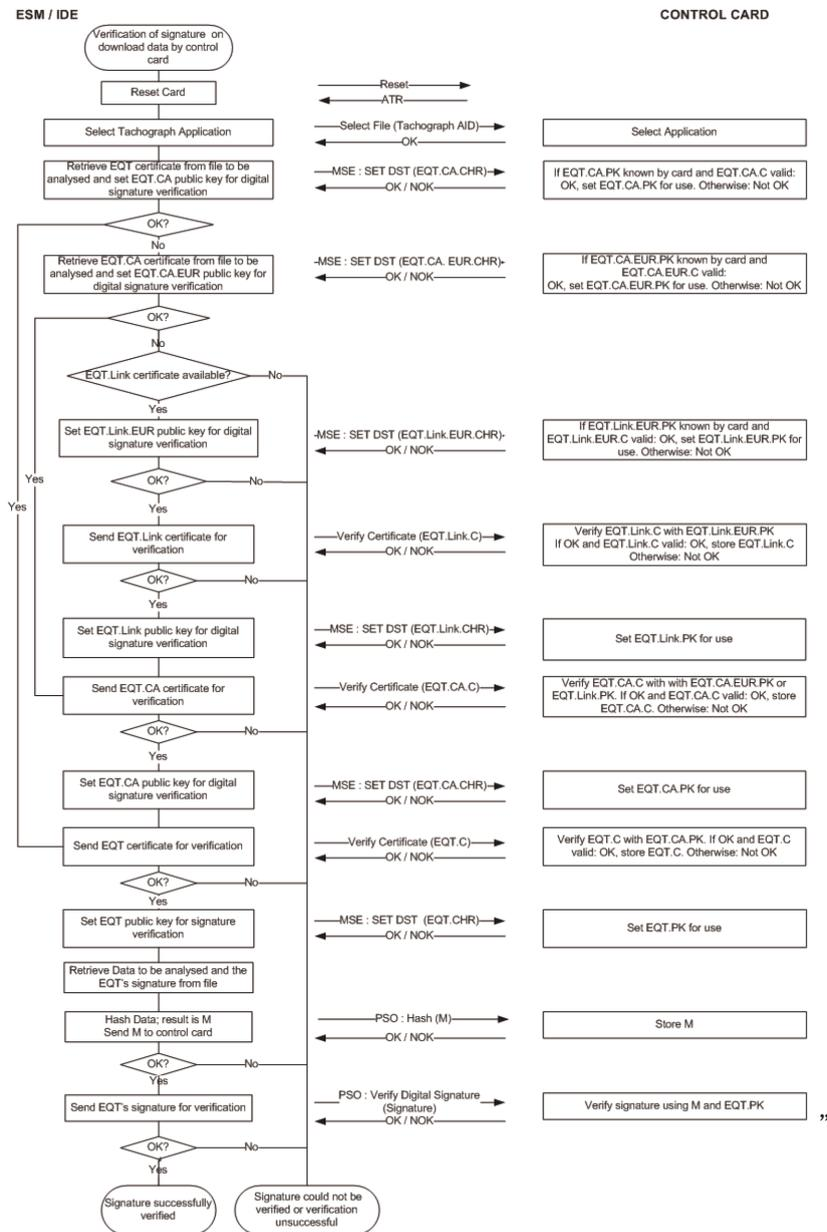 ESM / IDE
CONTROL CARD
Verification of signature on
download data by control
card
Reset Card
Reset
ATR
Select Tachograph Application
Select File (Tachograph AID)
OK
Select Application
Retrieve EQT certificate from file to be
analysed and set EQT.CA public key for digital
signature verification
MSE : SET DST (EQT.CA.CHR)
OK / NOK
If EQT.CA.PK known by card and EQT.CA.C valid:
OK, set EQT.CA.PK for use. Otherwise: Not OK
OK?
No
Retrieve EQT.CA certificate from file to be
analysed and set EQT.CA.EUR public key for
digital signature verification
MSE : SET DST (EQT.CA. EUR.CHR)
OK / NOK
If EQT.CA.EUR.PK known by card and
EQT.CA.EUR.C valid:
OK, set EQT.CA.EUR.PK for use. Otherwise: Not OK
OK?
No
EQT.Link certificate available?
No
Yes
Set EQT.Link.EUR public key for digital
signature verification
MSE : SET DST (EQT.Link.EUR.CHR)
OK / NOK
If EQT.Link.EUR.PK known by card and
EQT.Link.EUR.C valid: OK, set EQT.Link.EUR.PK for
use. Otherwise: Not OK
OK?
No
Yes
Yes
Yes
Send EQT.Link certificate for
verification
Verify Certificate (EQT.Link.C)
OK / NOK
Verify EQT.Link.C with EQT.Link.EUR.PK
If OK and EQT.Link.C valid: OK, store EQT.Link.C
Otherwise: Not OK
OK?
No
Yes
Set EQT.Link public key for digital
signature verification
MSE : SET DST (EQT.Link.CHR)
OK / NOK
Set EQT.Link.PK for use
Send EQT.CA certificate for
verification
Verify Certificate (EQT.CA.C)
OK / NOK
Verify EQT.CA.C with with EQT.CA.EUR.PK or
EQT.Link.PK. If OK and EQT.CA.C valid: OK, store
EQT.CA.C. Otherwise: Not OK
OK?
No
Yes
Set EQT.CA public key for digital
signature verification
MSE : SET DST (EQT.CA.CHR)
OK / NOK
Set EQT.CA.PK for use
Send EQT certificate for verification
Verify Certificate (EQT.C)
OK / NOK
Verify EQT.C with EQT.CA.PK. If OK and EQT.C
valid: OK, store EQT.C. Otherwise: Not OK
OK?
No
Yes
Set EQT public key for signature
verification
MSE : SET DST (EQT.CHR)
OK / NOK
Set EQT.PK for use
Retrieve Data to be analysed and the
EQT's signature from file
Hash Data; result is M
Send M to control card
PSO : Hash (M)
OK / NOK
Store M
OK?
No
Yes
Send EQT's signature for verification
PSO : Verify Digital Signature
(Signature)
OK / NOK
Verify signature using M and EQT.PK
”
OK?
No
Yes
Signature successfully
verified
Signature could not be
verified or verification
unsuccessful